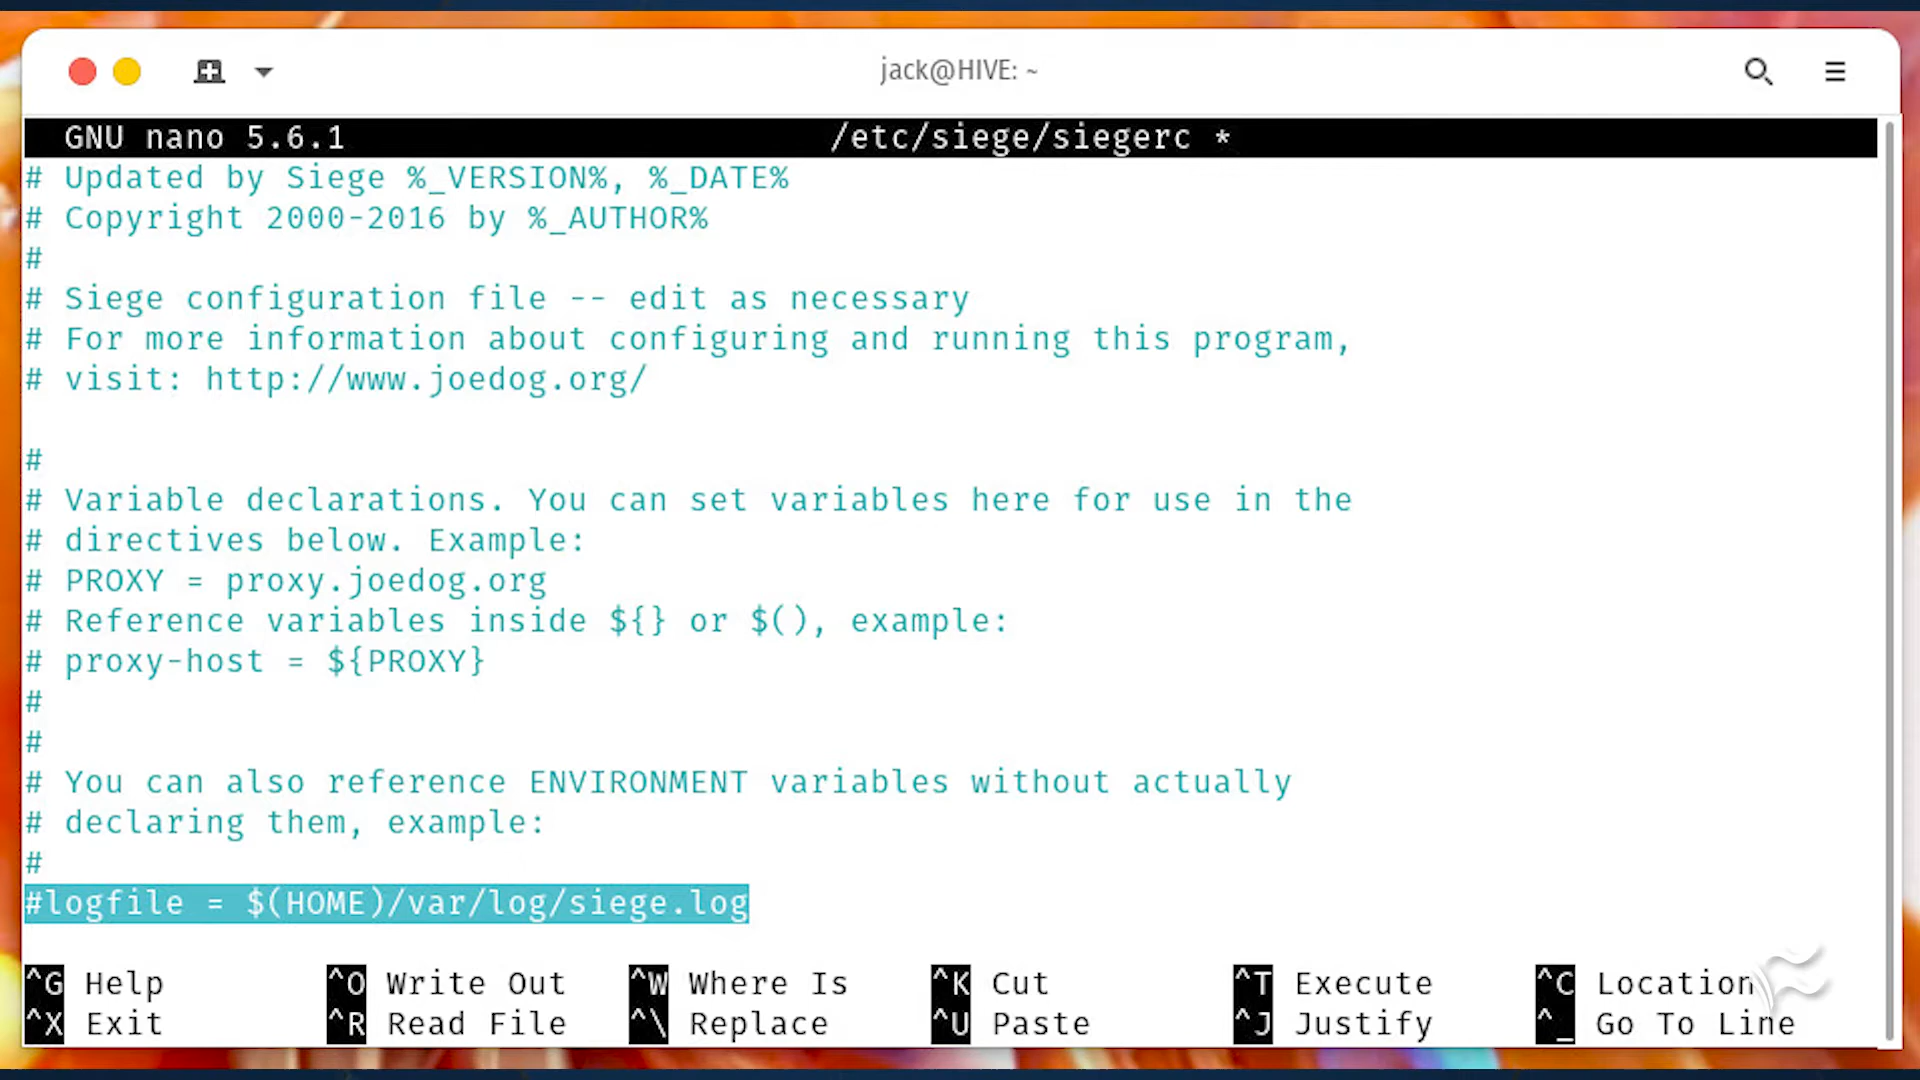 jack@HIVE: ~
GNU nano 5.6.1 /etc/siege/siegerc *
# Updated by Siege %_VERSION%, %_DATE%
# Copyright 2000-2016 by %_AUTHOR%
#
# Siege configuration file -- edit as necessary
# For more information about configuring and running this program,
# visit: http://www.joedog.org/
#
# Variable declarations. You can set variables here for use in the
# directives below. Example:
# PROXY = proxy.joedog.org
# Reference variables inside ${} or $(), example:
# proxy-host = ${PROXY}
#
#
# You can also reference ENVIRONMENT variables without actually
# declaring them, example:
#
#logfile = $(HOME)/var/log/siege.log
^G Help ^O Write Out ^W Where Is ^K Cut ^T Execute ^C Location
^X Exit ^R Read File ^\ Replace ^U Paste ^J Justify ^_ Go To Line